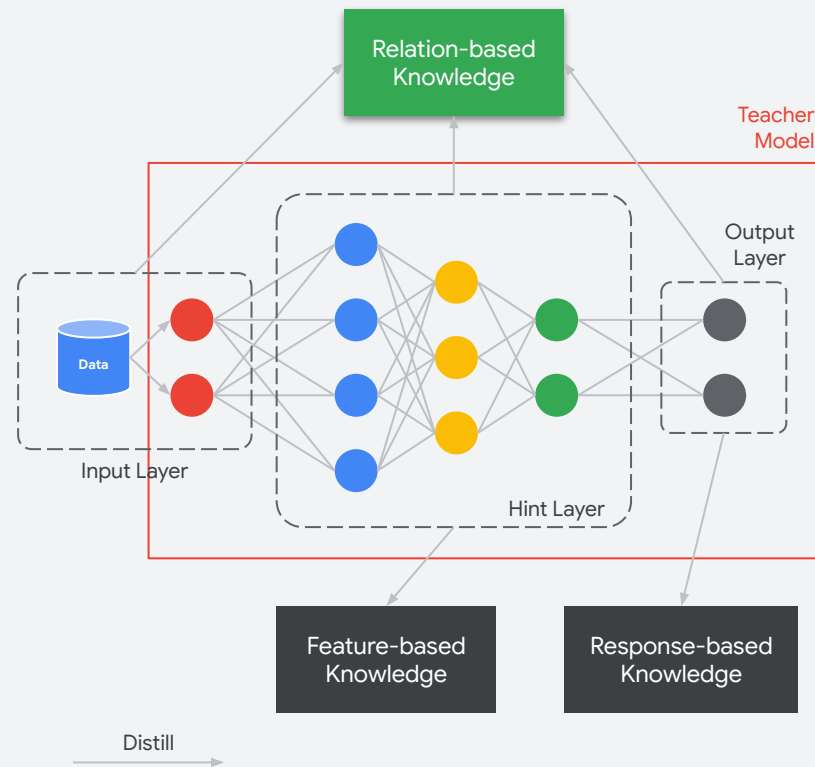 Relation-based
Knowledge
Teacher
Model
Output
Layer
Data
Input Layer
Hint Layer
Feature-based
Knowledge
Response-based
Knowledge
Distill